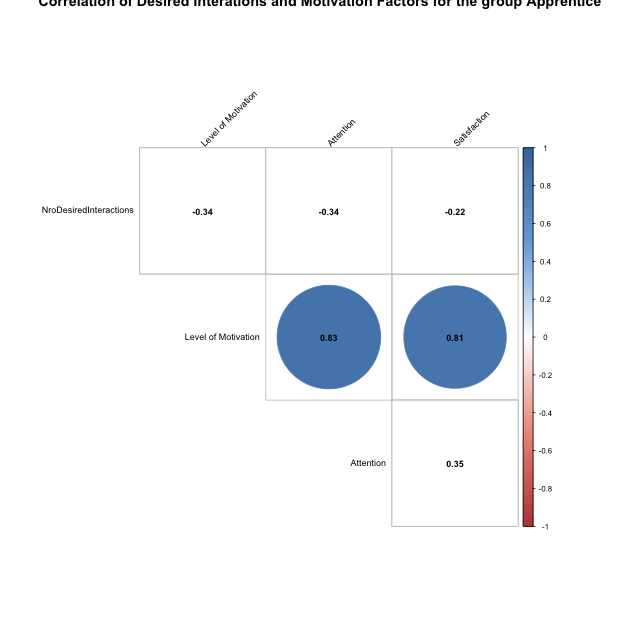 Correlation of Desired Interations and Motivation Factors for the group Apprentice
Level of Motivation
Attention
Satisfaction
NroDesiredInteractions
-0.34
-0.34
-0.22
Level of Motivation
0.83
0.81
Attention
0.35
1
0.8
0.6
0.4
0.2
0
-0.2
-0.4
-0.6
-0.8
-1